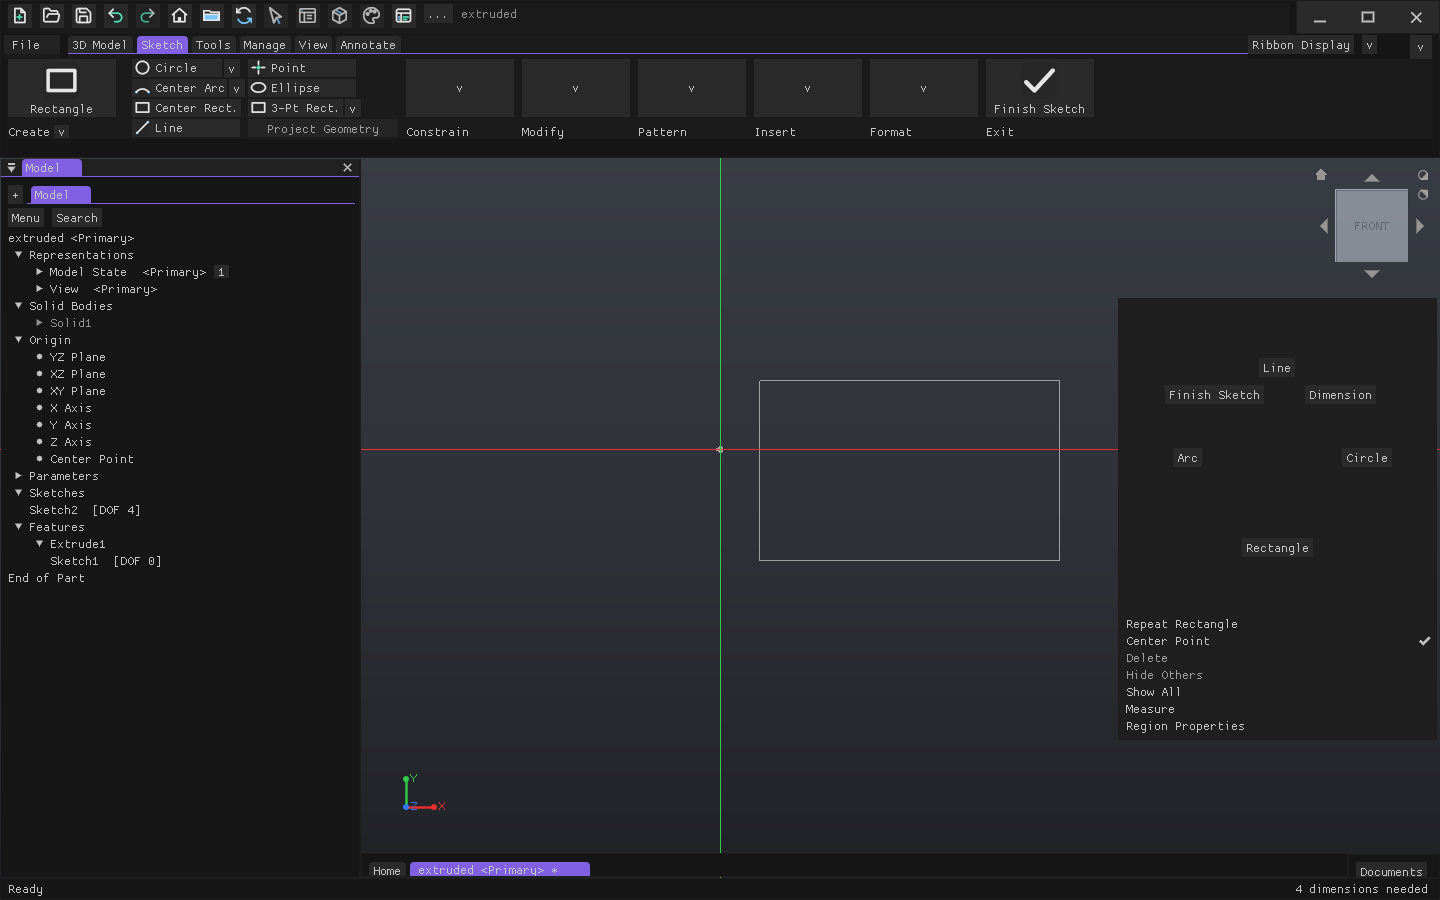 ... extruded
File 3D Model Sketch Tools Manage View Annotate Ribbon Display v v
Rectangle
Circle v
Center Arc v
Center Rect.
Line
Point
Ellipse
3-Pt Rect. v
Project Geometry
v v v v v
Finish Sketch
Create v Constrain Modify Pattern Insert Format Exit
Model
+ Model
Menu Search
extruded <Primary>
Representations
Model State <Primary> 1
View <Primary>
Solid Bodies
Solid1
Origin
YZ Plane
XZ Plane
XY Plane
X Axis
Y Axis
Z Axis
Center Point
Parameters
Sketches
Sketch2 [DOF 4]
Features
Extrude1
Sketch1 [DOF 0]
End of Part
FRONT
Line
Finish Sketch Dimension
Arc Circle
Rectangle
Repeat Rectangle
Center Point
Delete
Hide Others
Show All
Measure
Region Properties
Y
Z X
Home extruded <Primary> * Documents
Ready 4 dimensions needed